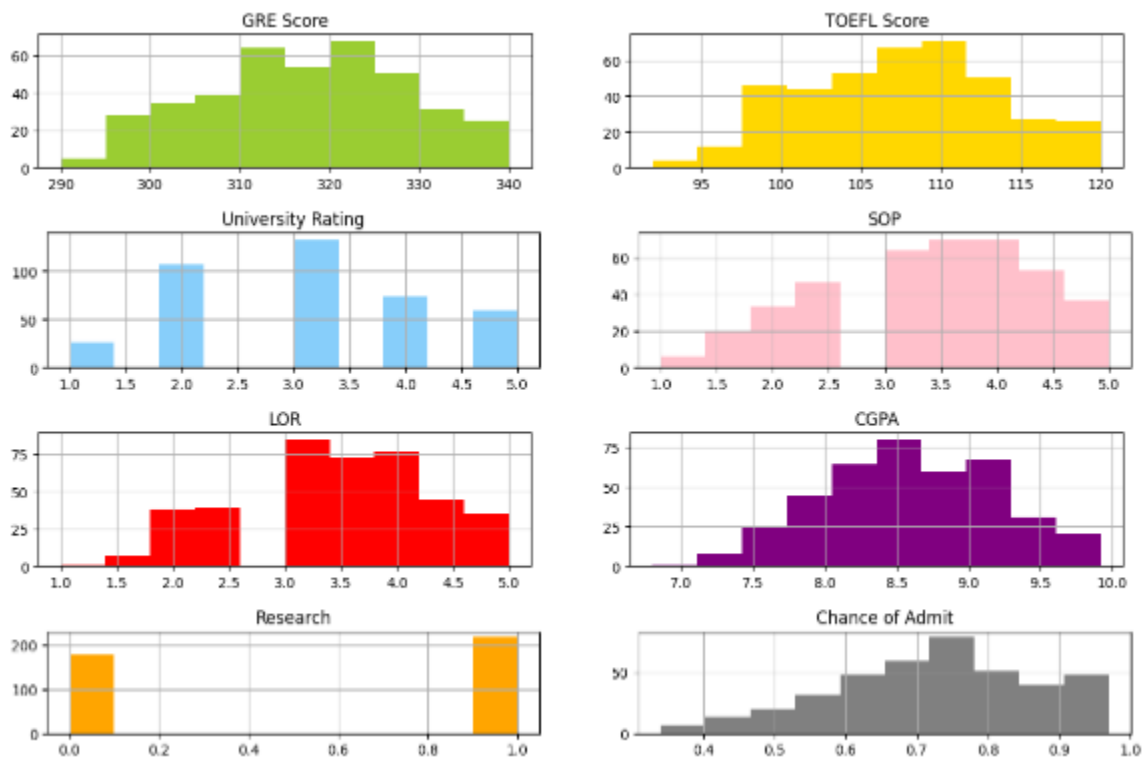 GRE Score
60
40
20
0
290 300 310 320 330 340
TOEFL Score
60
40
20
0
95 100 105 110 115 120
University Rating
100
50
0
1.0 1.5 2.0 2.5 3.0 3.5 4.0 4.5 5.0
SOP
60
40
20
0
1.0 1.5 2.0 2.5 3.0 3.5 4.0 4.5 5.0
LOR
75
50
25
0
1.0 1.5 2.0 2.5 3.0 3.5 4.0 4.5 5.0
CGPA
75
50
25
0
7.0 7.5 8.0 8.5 9.0 9.5 10.0
Research
200
100
0
0.0 0.2 0.4 0.6 0.8 1.0
Chance of Admit
50
0
0.4 0.5 0.6 0.7 0.8 0.9 1.0